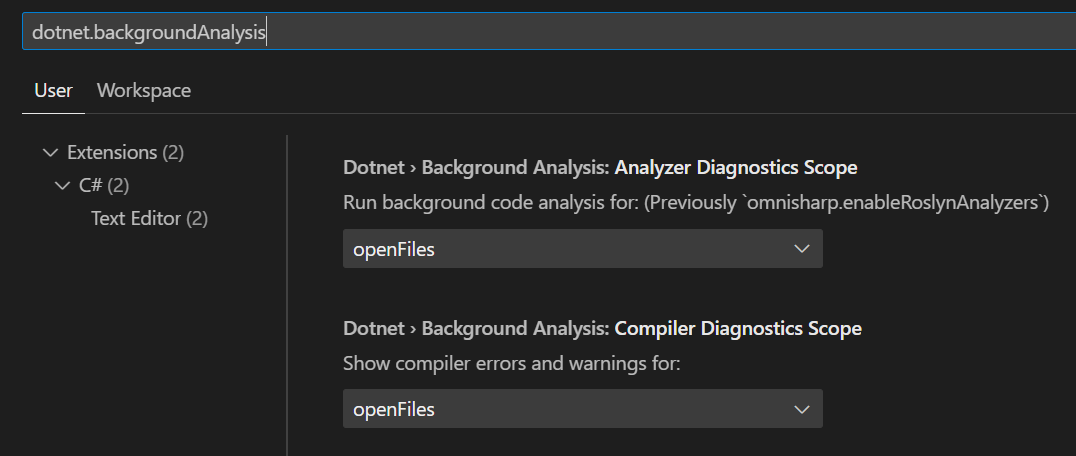 dotnet.backgroundAnalysis
User Workspace
Extensions (2)
C# (2)
Text Editor (2)
Dotnet › Background Analysis: Analyzer Diagnostics Scope
Run background code analysis for: (Previously `omnisharp.enableRoslynAnalyzers`)
openFiles
Dotnet › Background Analysis: Compiler Diagnostics Scope
Show compiler errors and warnings for:
openFiles